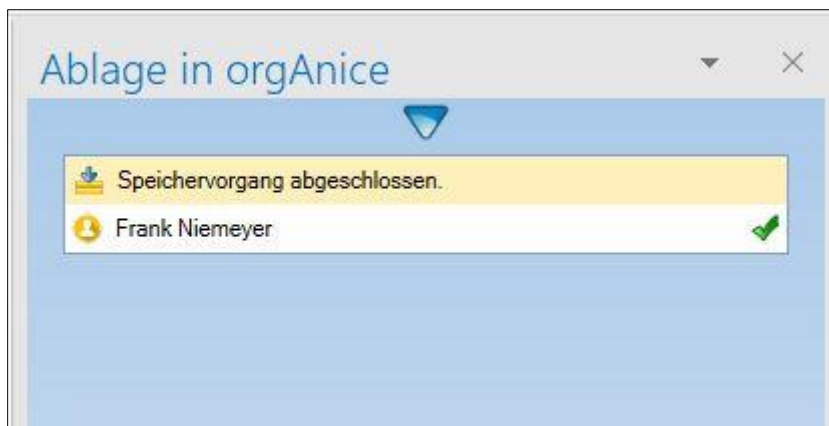 Ablage in orgAnice
Speichervorgang abgeschlossen.
Frank Niemeyer